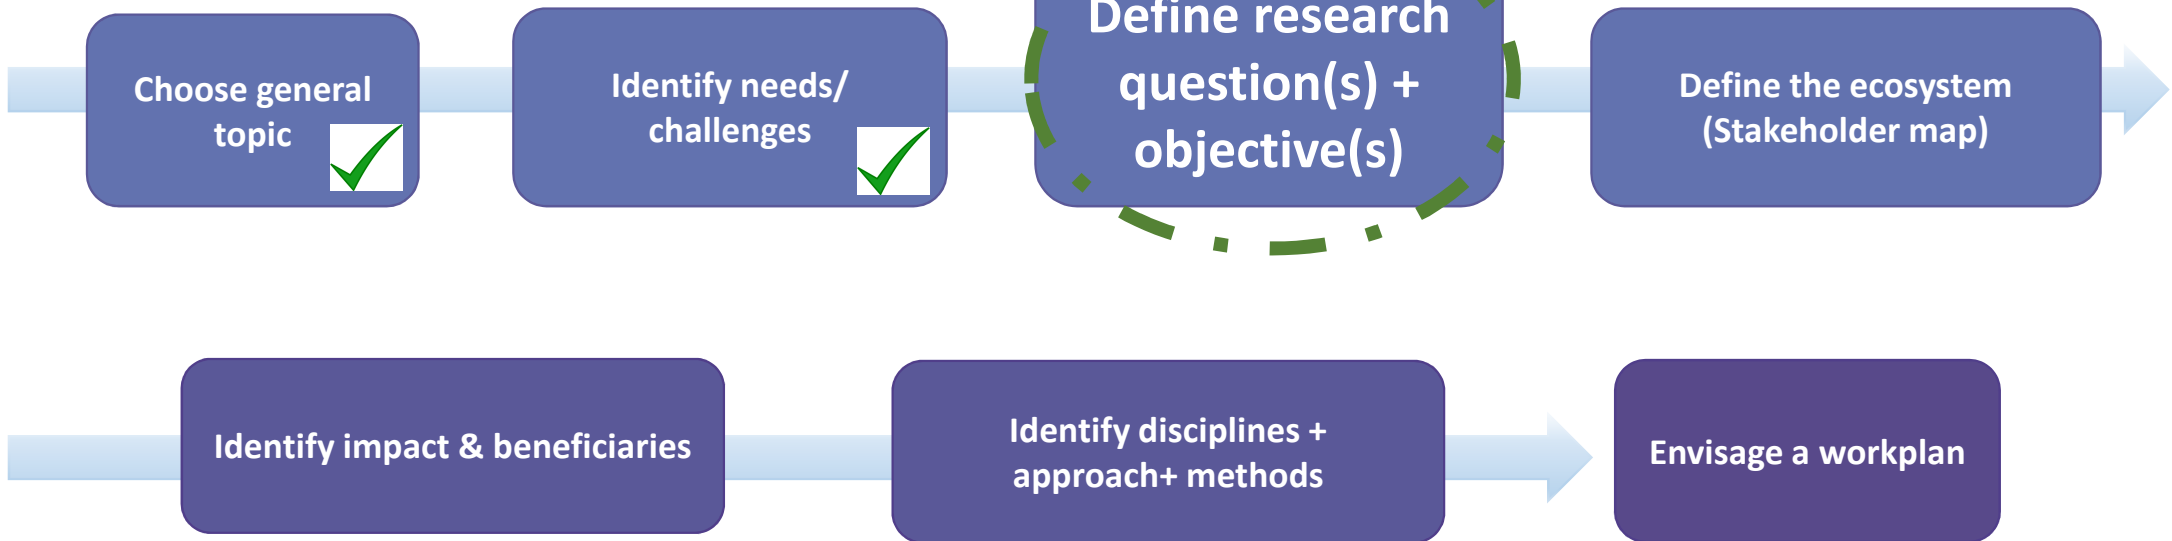 Choose general
topic
Identify needs/
challenges
Define research
question(s) +
objective(s)
Define the ecosystem
(Stakeholder map)
Identify impact & beneficiaries
Identify disciplines +
approach+ methods
Envisage a workplan